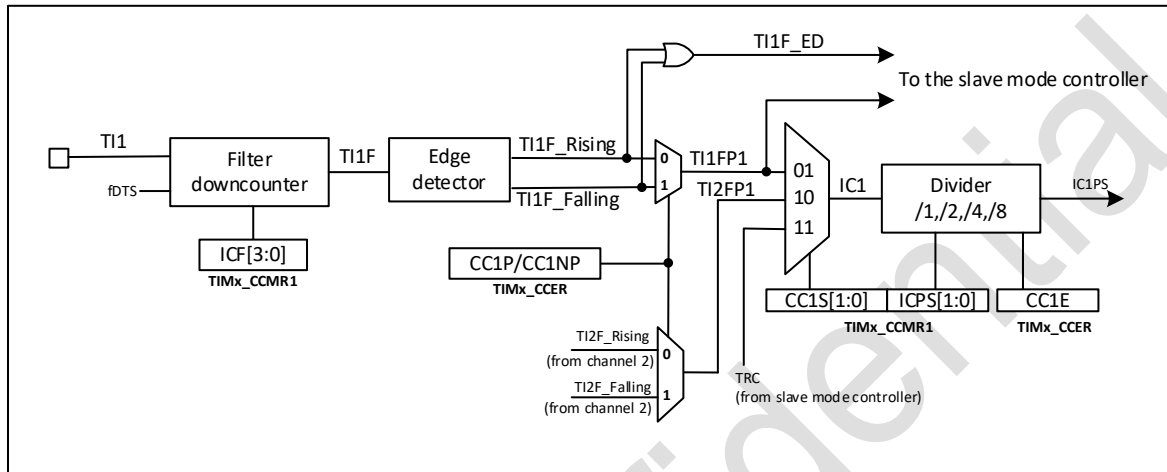 TI1F_ED
To the slave mode controller
TI1
fDTS
Filter
downcounter
TI1F
Edge
detector
TI1F_Rising
TI1F_Falling
0
1
TI1FP1
TI2FP1
01
10
11
IC1
Divider
/1,/2,/4,/8
IC1PS
ICF[3:0]
TIMx_CCMR1
CC1P/CC1NP
TIMx_CCER
CC1S[1:0]
ICPS[1:0]
CC1E
TIMx_CCMR1
TIMx_CCER
TI2F_Rising
(from channel 2)
0
TI2F_Falling
(from channel 2)
1
TRC
(from slave mode controller)